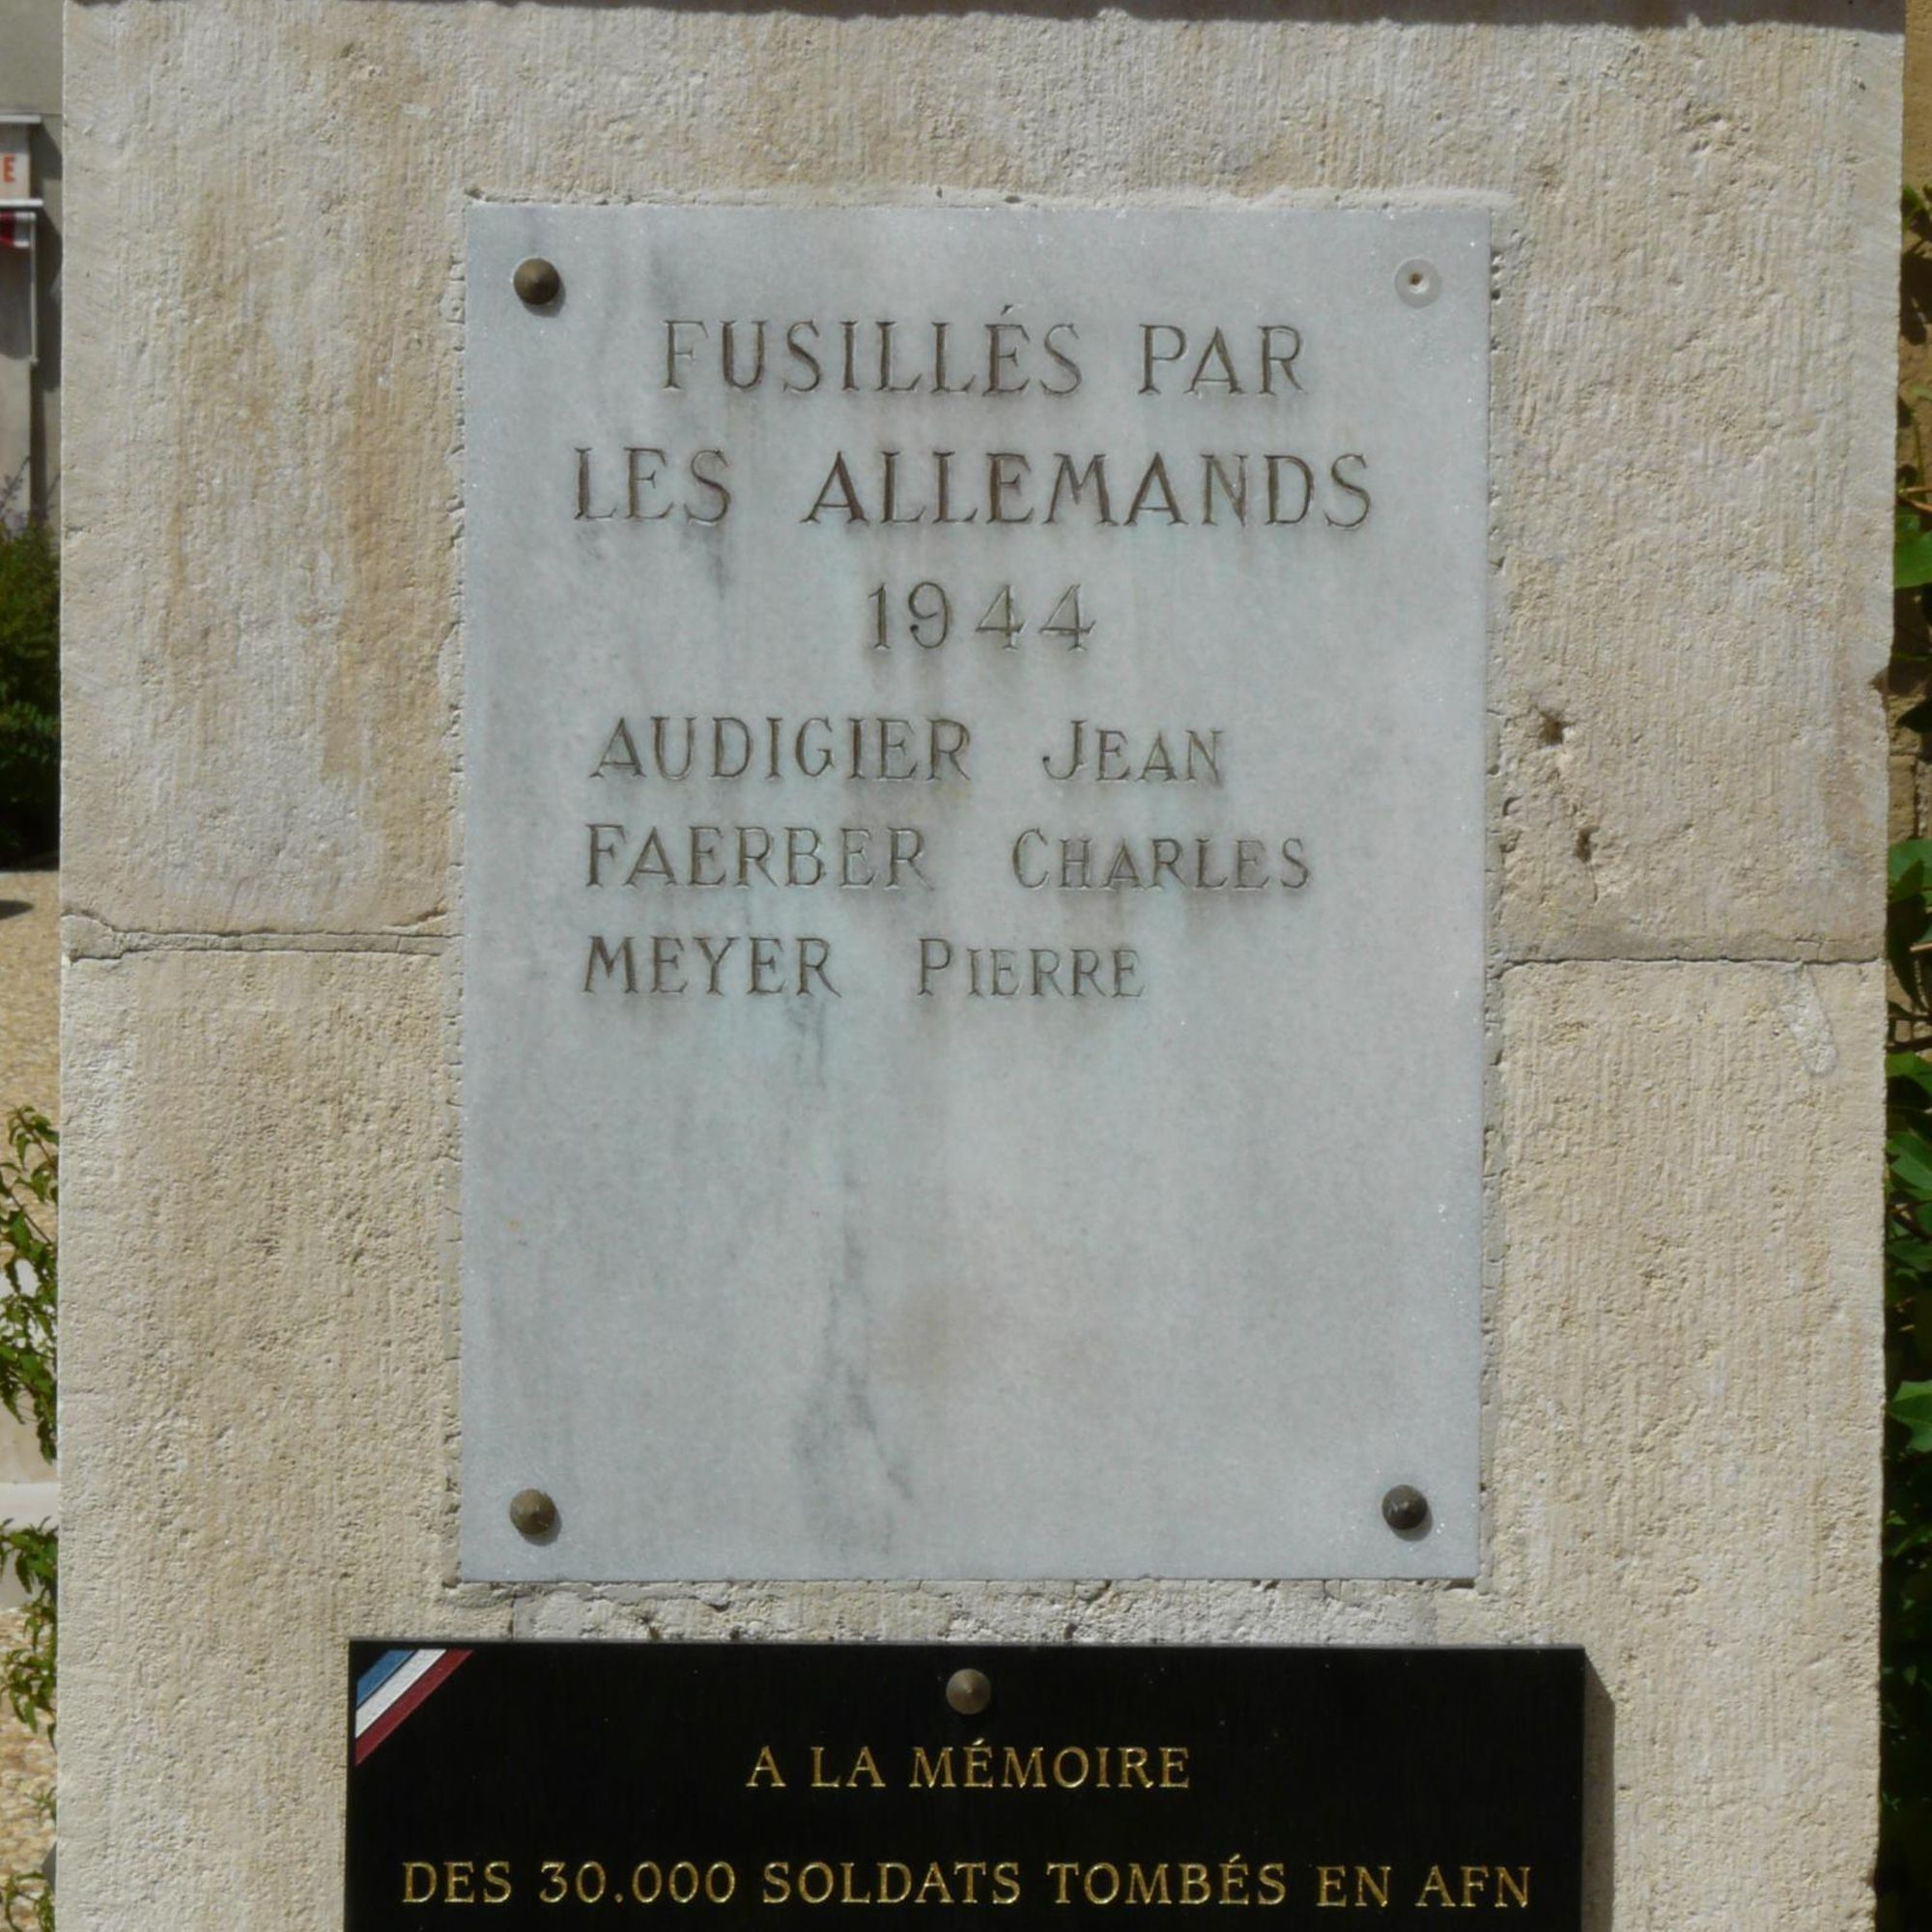 E
FUSILLÉS PAR
LES ALLEMANDS
1944
AUDIGIER JEAN
FAERBER CHARLES
MEYER PIERRE
A LA MÉMOIRE
DES 30.000 SOLDATS TOMBÉS EN AFN